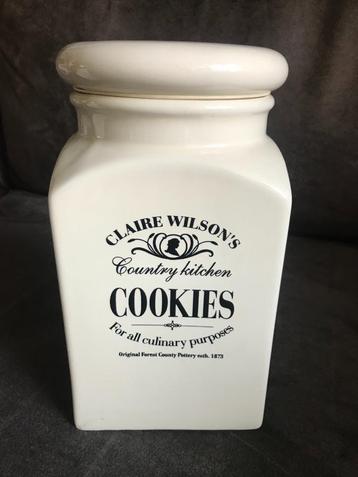 CLAIRE WILSON'S
Country kitchen
COOKIES
For all culinary purposes
Original Forest County Pottery estb. 1873